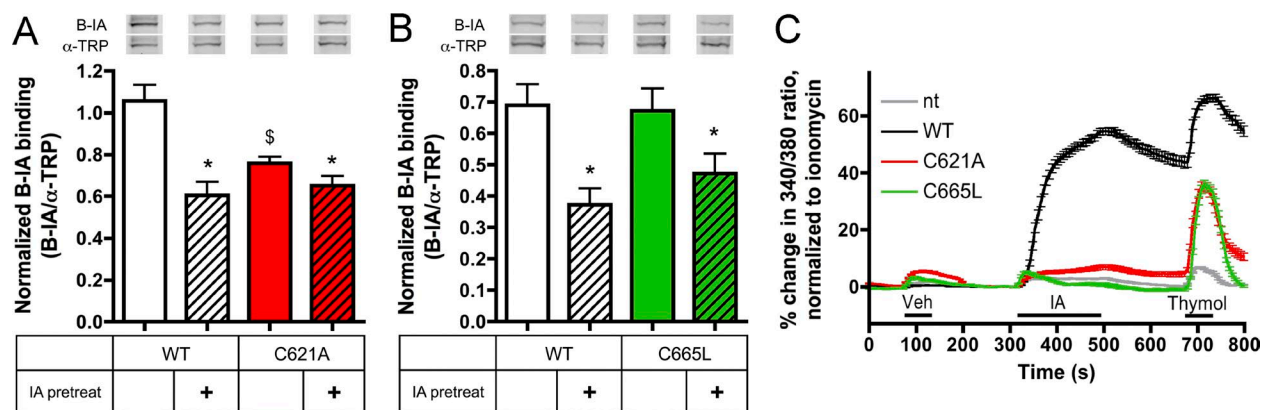 A
B-IA
α-TRP
Normalized B-IA binding
(B-IA/α-TRP)
1.2
1.0
0.8
0.6
0.4
0.2
0.0
*
$
*
WT
C621A
IA pretreat
+
+
B
B-IA
α-TRP
Normalized B-IA binding
(B-IA/α-TRP)
0.8
0.7
0.6
0.5
0.4
0.3
0.2
0.1
0.0
*
*
WT
C665L
IA pretreat
+
+
C
% change in 340/380 ratio,
normalized to ionomycin
60
40
20
0
nt
WT
C621A
C665L
Veh
IA
Thymol
0 100 200 300 400 500 600 700 800
Time (s)